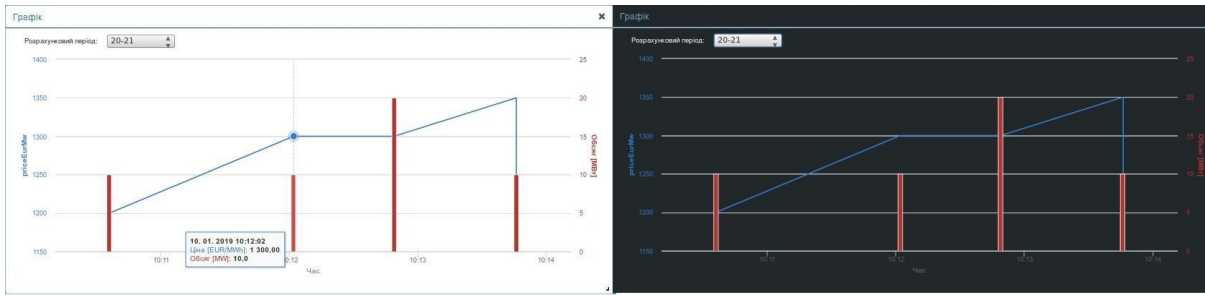 Графік
Розрахунковий період: 20-21
1400
1350
1300
1250
1200
1150
priceEurMw
25
20
15
10
5
0
Обсяг [МВт]
10. 01. 2019 10:12:02
Ціна [EUR/MWh]: 1 300,00
Обсяг [MW]: 10,0
10:11
0:12
10:13
10:14
Час
Графік
Розрахунковий період: 20-21
1400
1350
1300
1250
1200
1150
priceEurMw
25
20
15
10
5
0
Обсяг [МВт]
10:11
10:12
10:13
10:14
Час